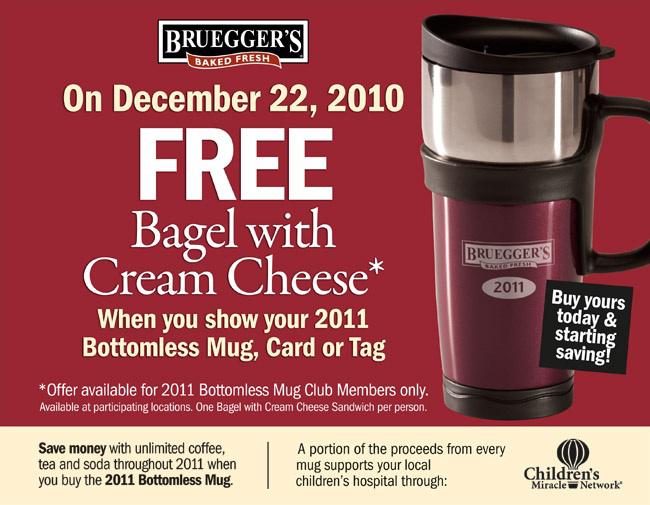 BRUEGGER'S
BAKED FRESH
On December 22, 2010
FREE
Bagel with
Cream Cheese*
When you show your 2011
Bottomless Mug, Card or Tag
*Offer available for 2011 Bottomless Mug Club Members only.
Available at participating locations. One Bagel with Cream Cheese Sandwich per person.
BRUEGGER'S
BAKED FRESH
2011
Buy yours
today &
starting
saving!
Save money with unlimited coffee,
tea and soda throughout 2011 when
you buy the 2011 Bottomless Mug.
A portion of the proceeds from every
mug supports your local
children's hospital through:
Children's
Miracle Network®